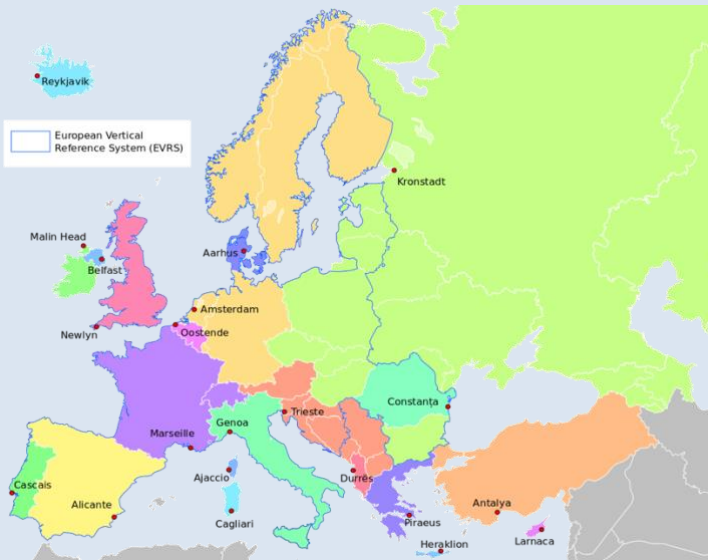 Reykjavik
European Vertical
Reference System (EVRS)
Kronstadt
Malin Head
Aarhus
Belfast
Amsterdam
Newlyn
Oostende
Constanța
Trieste
Genoa
Marseille
Ajaccio
Durrës
Cascais
Alicante
Antalya
Cagliari
Piraeus
Heraklion
Larnaca